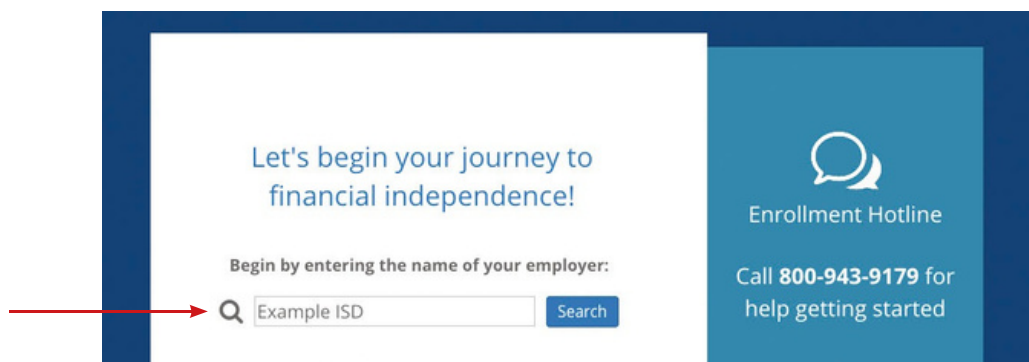 Let's begin your journey to
financial independence!
Begin by entering the name of your employer:
Example ISD
Search
Enrollment Hotline
Call 800-943-9179 for
help getting started